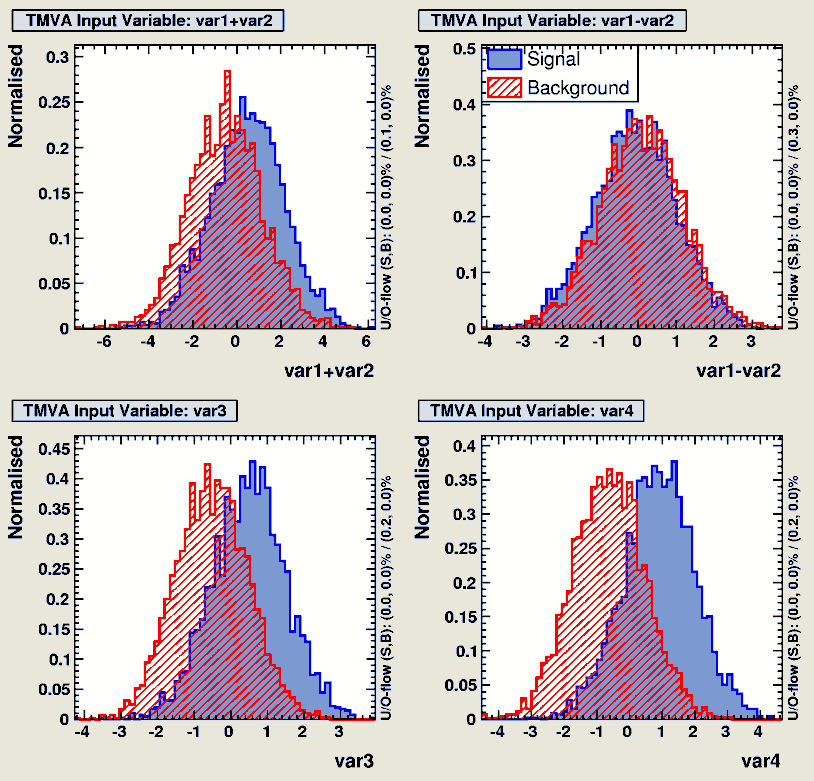 TMVA Input Variable: var1+var2
Normalised
0.3
0.25
0.2
0.15
0.1
0.05
0
-6 -4 -2 0 2 4 6
var1+var2
U/O-flow (S,B): (0.0, 0.0)% / (0.1, 0.0)%
TMVA Input Variable: var1-var2
Normalised
0.5
0.4
0.3
0.2
0.1
0
-4 -3 -2 -1 0 1 2 3
var1-var2
U/O-flow (S,B): (0.0, 0.0)% / (0.3, 0.0)%
Signal
Background
TMVA Input Variable: var3
Normalised
0.45
0.4
0.35
0.3
0.25
0.2
0.15
0.1
0.05
0
-4 -3 -2 -1 0 1 2 3
var3
U/O-flow (S,B): (0.0, 0.0)% / (0.2, 0.0)%
TMVA Input Variable: var4
Normalised
0.4
0.35
0.3
0.25
0.2
0.15
0.1
0.05
0
-4 -3 -2 -1 0 1 2 3 4
var4
U/O-flow (S,B): (0.0, 0.0)% / (0.2, 0.0)%